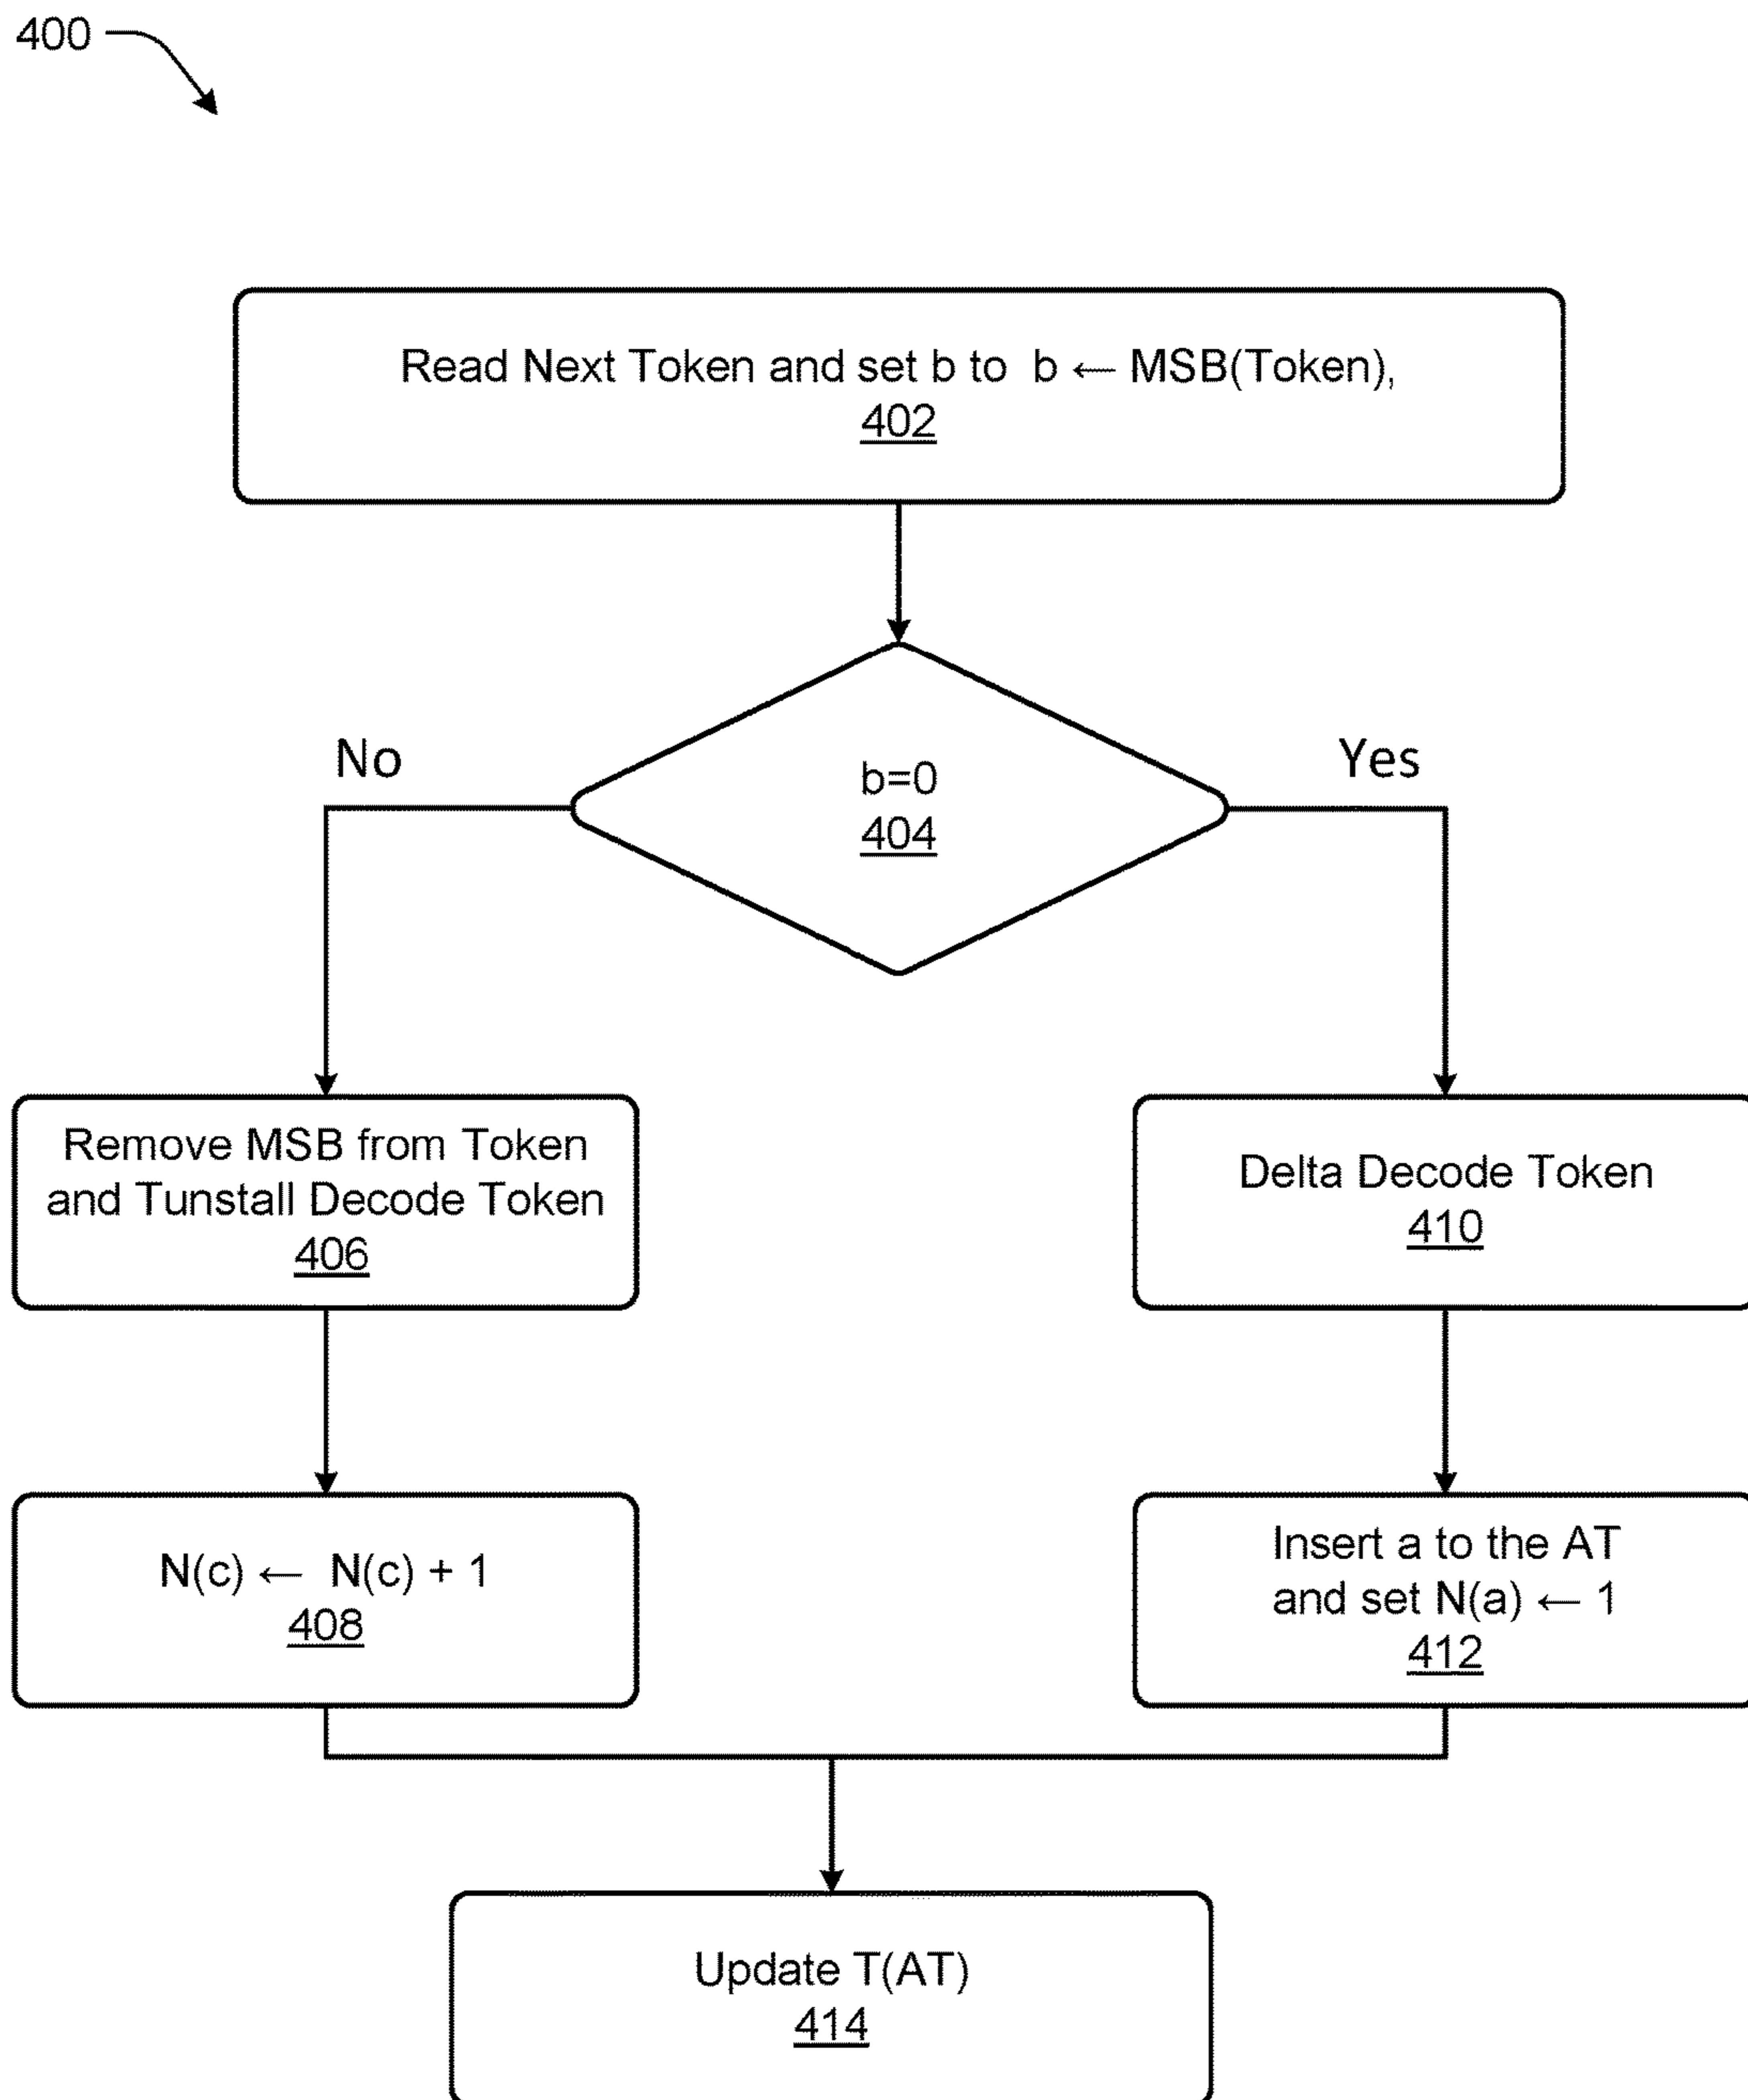 400
Read Next Token and set b to b ← MSB(Token),
402
No
Yes
b=0
404
Remove MSB from Token
and Tunstall Decode Token
406
Delta Decode Token
410
N(c) ← N(c) + 1
408
Insert a to the AT
and set N(a) ← 1
412
Update T(AT)
414